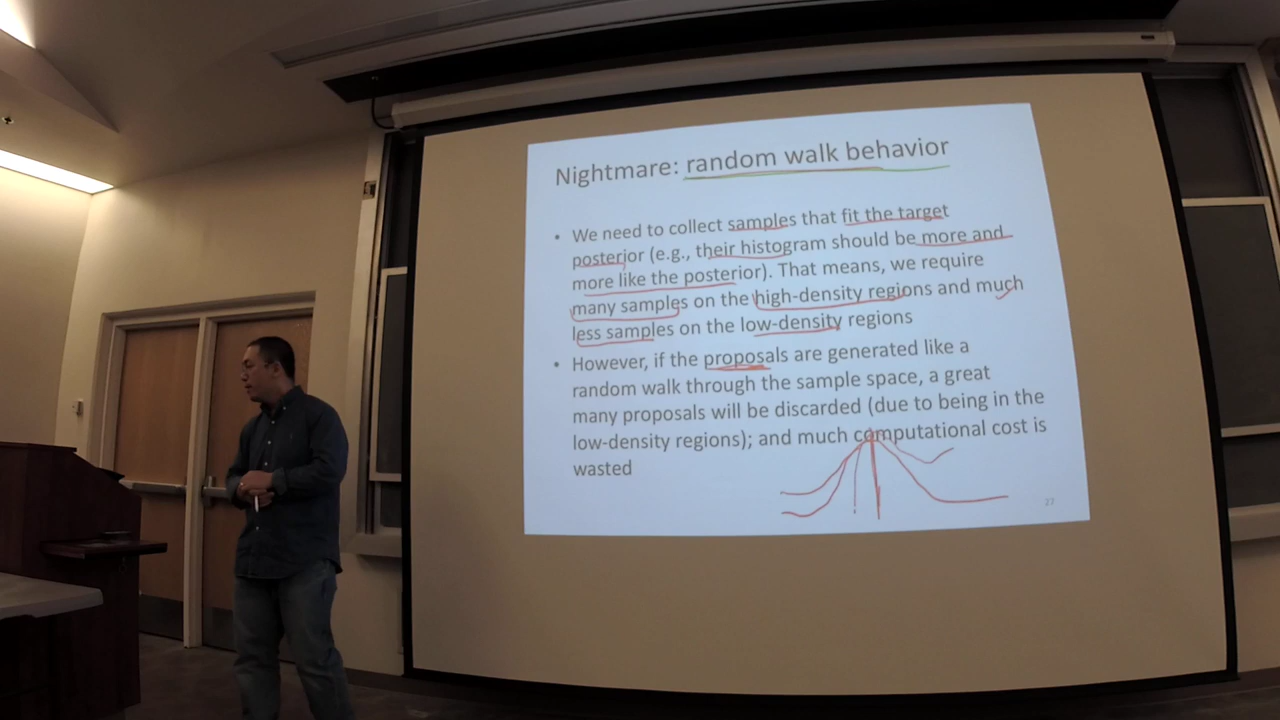 Nightmare: random walk behavior
• We need to collect samples that fit the target
posterior (e.g., their histogram should be more and
more like the posterior). That means, we require
many samples on the high-density regions and much
less samples on the low-density regions
• However, if the proposals are generated like a
random walk through the sample space, a great
many proposals will be discarded (due to being in the
low-density regions); and much computational cost is
wasted
27